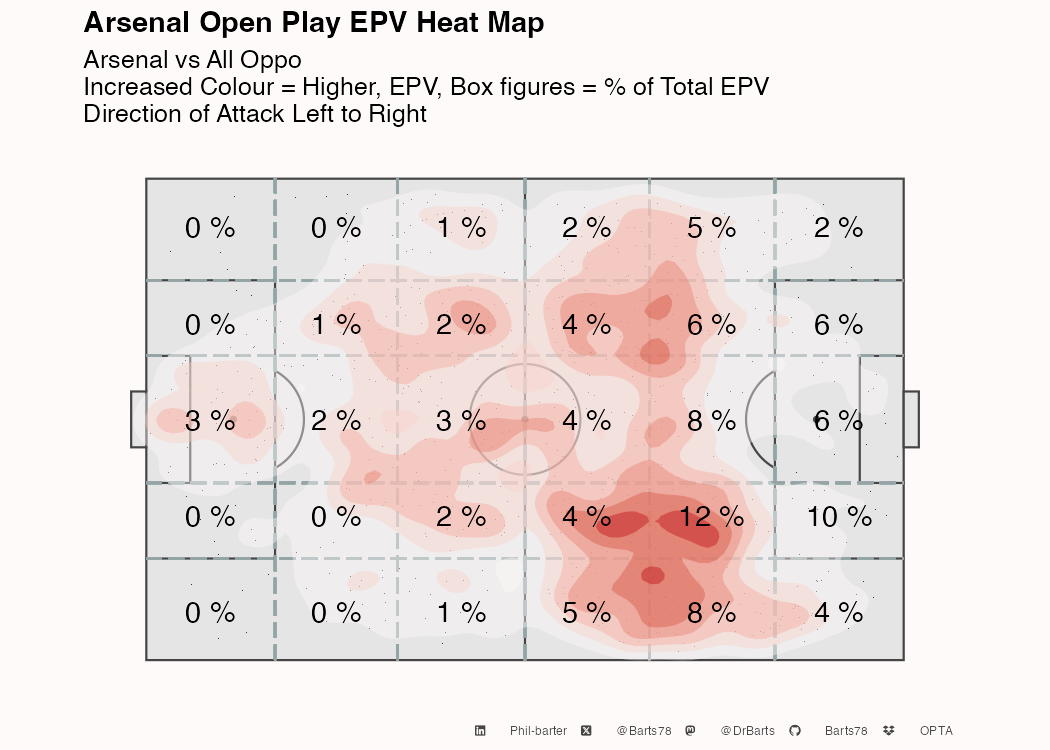 Arsenal Open Play EPV Heat Map
Arsenal vs All Oppo
Increased Colour = Higher, EPV, Box figures = % of Total EPV
Direction of Attack Left to Right
0 % 0 % 1 % 2 % 5 % 2 %
0 % 1 % 2 % 4 % 6 % 6 %
3 % 2 % 3 % 4 % 8 % 6 %
0 % 0 % 2 % 4 % 12 % 10 %
0 % 0 % 1 % 5 % 8 % 4 %
Phil-barter @Barts78 @DrBarts Barts78 OPTA